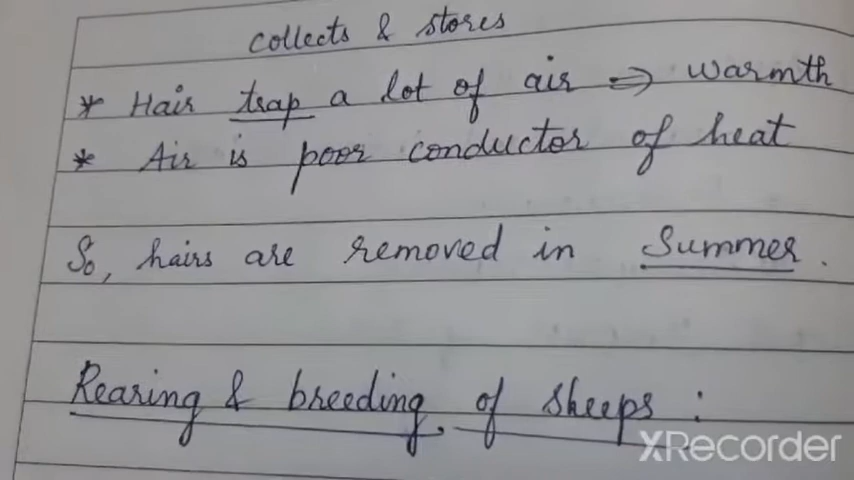 collects & stores
* Hair trap a lot of air => warmth
* Air is poor conductor of heat
So, hairs are removed in Summer.
Rearing & breeding of sheeps :
XRecorder